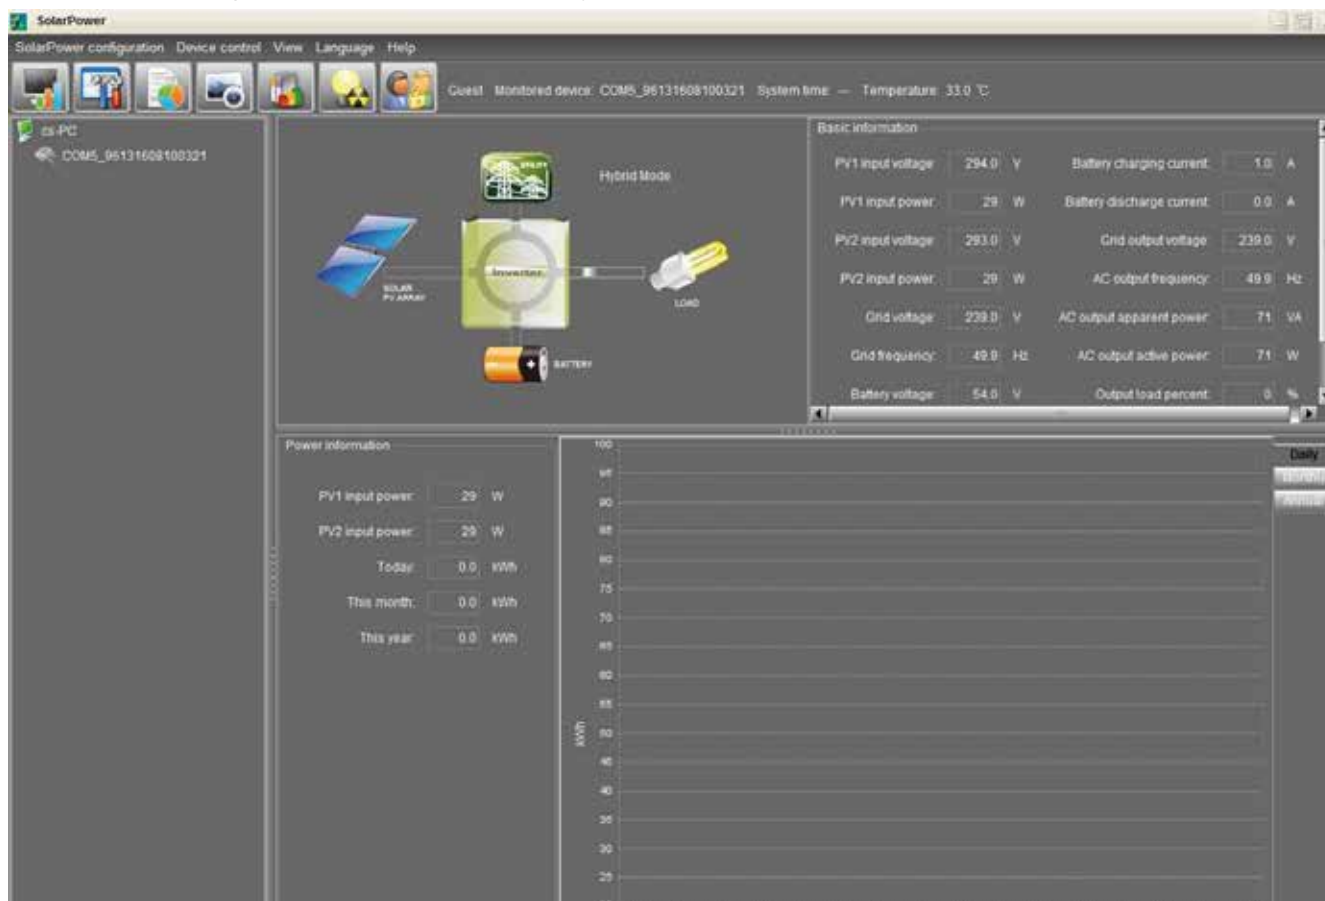 SolarPower
SolarPower configuration Device control View Language Help
Guest Monitored device: COM5_96131608100321 System time: --- Temperature: 33.0 °C
cs-PC
COM5_96131608100321
UTILITY
Hybrid Mode
SOLAR
PV ARRAY
Inverter
LOAD
BATTERY
Basic information
PV1 input voltage: 294.0 V Battery charging current: 1.0 A
PV1 input power: 29 W Battery discharge current: 0.0 A
PV2 input voltage: 293.0 V Grid output voltage: 239.0 V
PV2 input power: 29 W AC output frequency: 49.9 Hz
Grid voltage: 239.0 V AC output apparent power: 71 VA
Grid frequency: 49.9 Hz AC output active power: 71 W
Battery voltage: 54.0 V Output load percent: 0 %
Power information
PV1 input power: 29 W
PV2 input power: 29 W
Today: 0.0 kWh
This month: 0.0 kWh
This year: 0.0 kWh
100
95
90
85
80
75
70
65
60
55
50
45
40
35
30
25
kWh
Daily